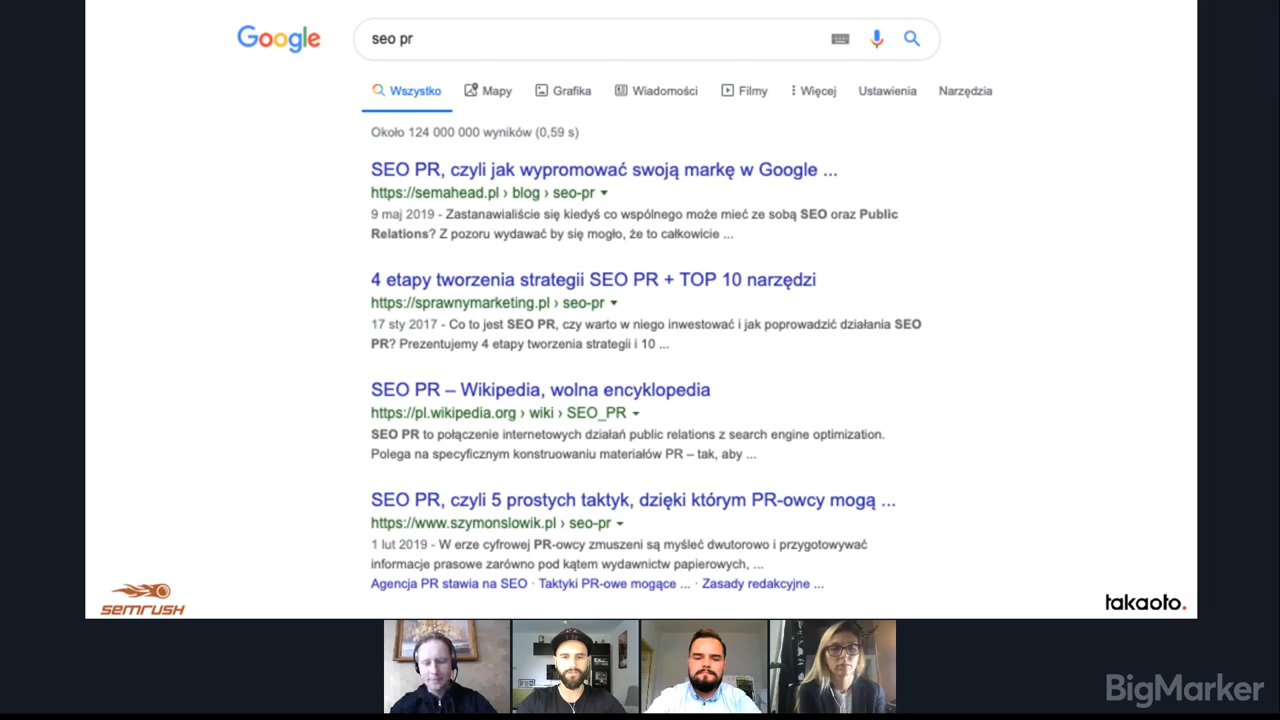 Google
seo pr
Wszystko Mapy Grafika Wiadomości Filmy Więcej Ustawienia Narzędzia
Około 124 000 000 wyników (0,59 s)
SEO PR, czyli jak wypromować swoją markę w Google ...
https://semahead.pl › blog › seo-pr
9 maj 2019 - Zastanawialiście się kiedyś co wspólnego może mieć ze sobą SEO oraz Public
Relations? Z pozoru wydawać by się mogło, że to całkowicie ...
4 etapy tworzenia strategii SEO PR + TOP 10 narzędzi
https://sprawnymarketing.pl › seo-pr
17 sty 2017 - Co to jest SEO PR, czy warto w niego inwestować i jak poprowadzić działania SEO
PR? Prezentujemy 4 etapy tworzenia strategii i 10 ...
SEO PR – Wikipedia, wolna encyklopedia
https://pl.wikipedia.org › wiki › SEO_PR
SEO PR to połączenie internetowych działań public relations z search engine optimization.
Polega na specyficznym konstruowaniu materiałów PR – tak, aby ...
SEO PR, czyli 5 prostych taktyk, dzięki którym PR-owcy mogą ...
https://www.szymonslowik.pl › seo-pr
1 lut 2019 - W erze cyfrowej PR-owcy zmuszeni są myśleć dwutorowo i przygotowywać
informacje prasowe zarówno pod kątem wydawnictw papierowych, ...
Agencja PR stawia na SEO · Taktyki PR-owe mogące ... · Zasady redakcyjne ...
semrush
takaoto.
BigMarker